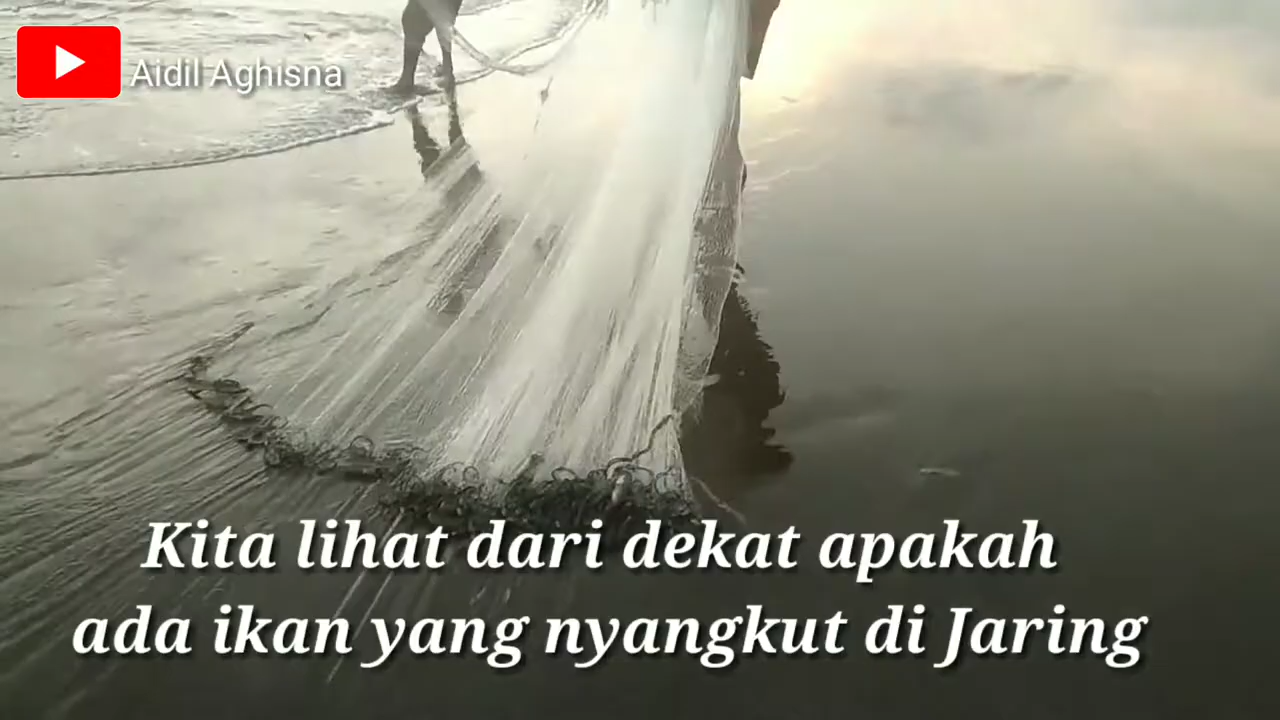 Aidil Aghisna
Kita lihat dari dekat apakah
ada ikan yang nyangkut di Jaring